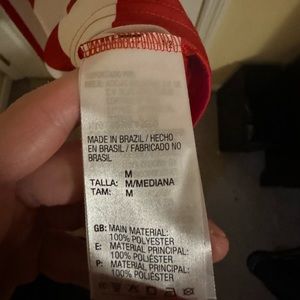 MADE IN BRAZIL / HECHO
EN BRASIL / FABRICADO NO
BRASIL
M
TALLA: M/MEDIANA
TAM: M
GB: MAIN MATERIAL:
100% POLYESTER
E: MATERIAL PRINCIPAL:
100% POLIÉSTER
P: MATERIAL PRINCIPAL:
100% POLIÉSTER